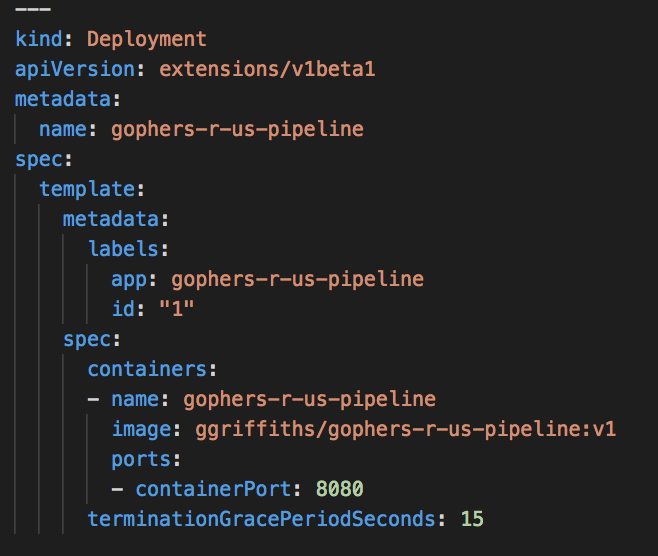 ---
kind: Deployment
apiVersion: extensions/v1beta1
metadata:
  name: gophers-r-us-pipeline
spec:
  template:
    metadata:
      labels:
        app: gophers-r-us-pipeline
        id: "1"
    spec:
      containers:
      - name: gophers-r-us-pipeline
        image: ggriffiths/gophers-r-us-pipeline:v1
        ports:
        - containerPort: 8080
      terminationGracePeriodSeconds: 15